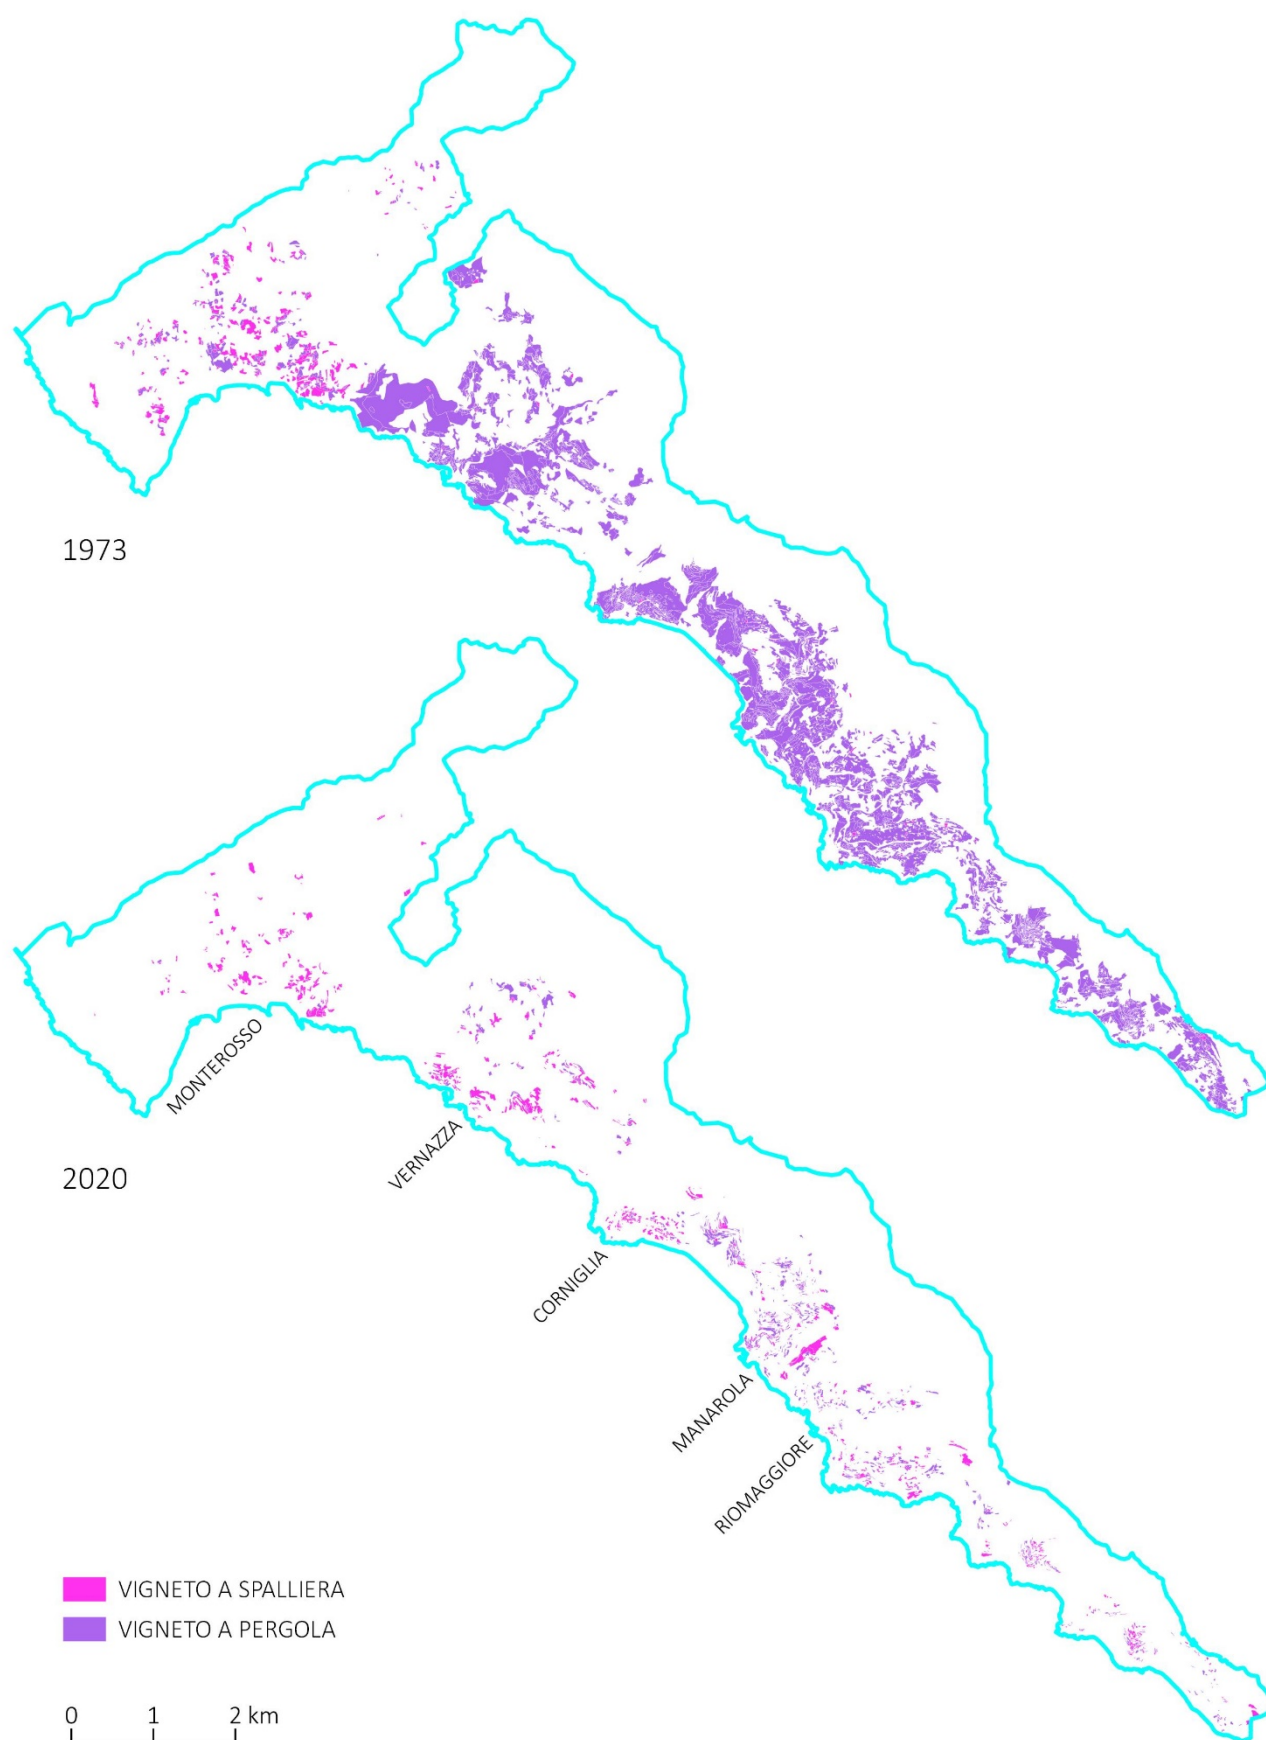 1973
MONTEROSSO
2020
VERNAZZA
CORNIGLIA
MANAROLA
RIOMAGGIORE
VIGNETO A SPALLIERA
VIGNETO A PERGOLA
0 1 2 km